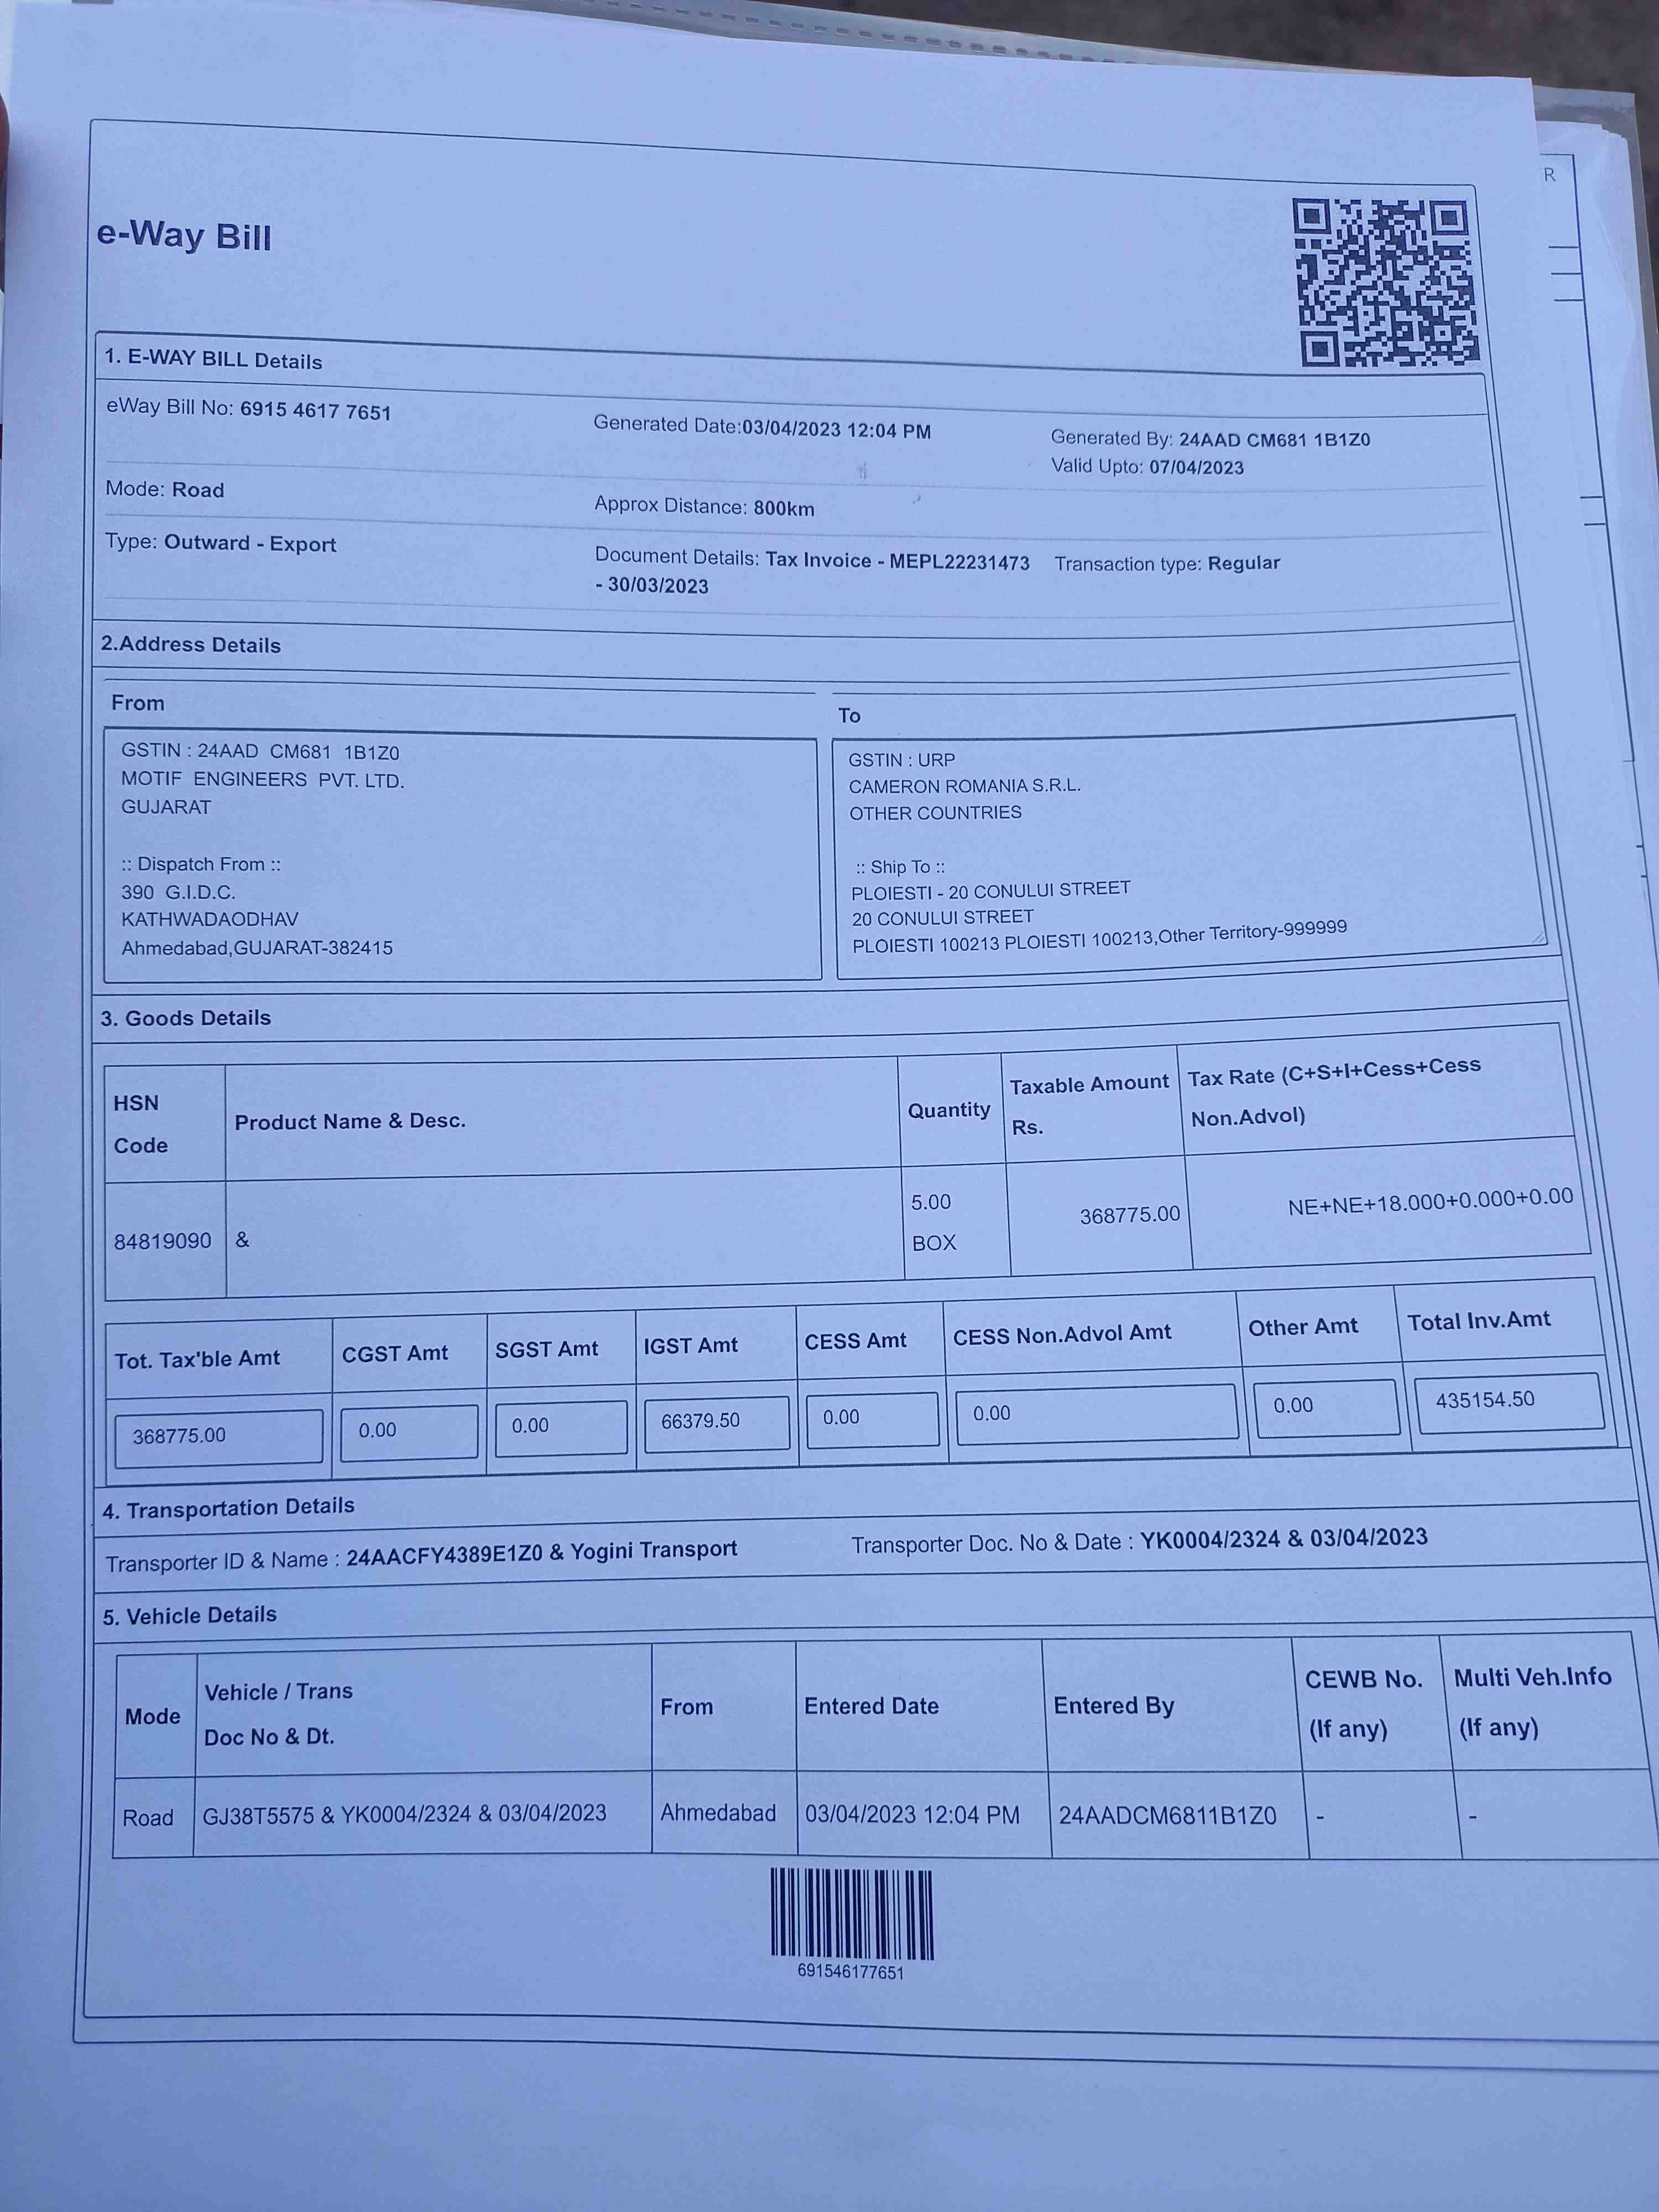 R
e-Way Bill
1. E-WAY BILL Details
eWay Bill No: 6915 4617 7651
Generated Date:03/04/2023 12:04 PM
Generated By: 24AAD CM681 1B1Z0
Valid Upto: 07/04/2023
Mode: Road
Approx Distance: 800km
Type: Outward - Export
Document Details: Tax Invoice - MEPL22231473
- 30/03/2023
Transaction type: Regular
2.Address Details
From
GSTIN : 24AAD CM681 1B1Z0
MOTIF ENGINEERS PVT. LTD.
GUJARAT
:: Dispatch From ::
390 G.I.D.C.
KATHWADAODHAV
Ahmedabad,GUJARAT-382415
To
GSTIN : URP
CAMERON ROMANIA S.R.L.
OTHER COUNTRIES
:: Ship To ::
PLOIESTI - 20 CONULUI STREET
20 CONULUI STREET
PLOIESTI 100213 PLOIESTI 100213,Other Territory-999999
3. Goods Details
HSN
Code
Product Name & Desc.
Quantity
Taxable Amount
Rs.
Tax Rate (C+S+I+Cess+Cess
Non.Advol)
84819090
&
5.00
BOX
368775.00
NE+NE+18.000+0.000+0.00
Tot. Tax'ble Amt
CGST Amt
SGST Amt
IGST Amt
CESS Amt
CESS Non.Advol Amt
Other Amt
Total Inv.Amt
368775.00
0.00
0.00
66379.50
0.00
0.00
0.00
435154.50
4. Transportation Details
Transporter ID & Name : 24AACFY4389E1Z0 & Yogini Transport
Transporter Doc. No & Date : YK0004/2324 & 03/04/2023
5. Vehicle Details
Mode
Vehicle / Trans
Doc No & Dt.
From
Entered Date
Entered By
CEWB No.
(If any)
Multi Veh.Info
(If any)
Road
GJ38T5575 & YK0004/2324 & 03/04/2023
Ahmedabad
03/04/2023 12:04 PM
24AADCM6811B1Z0
-
-
691546177651